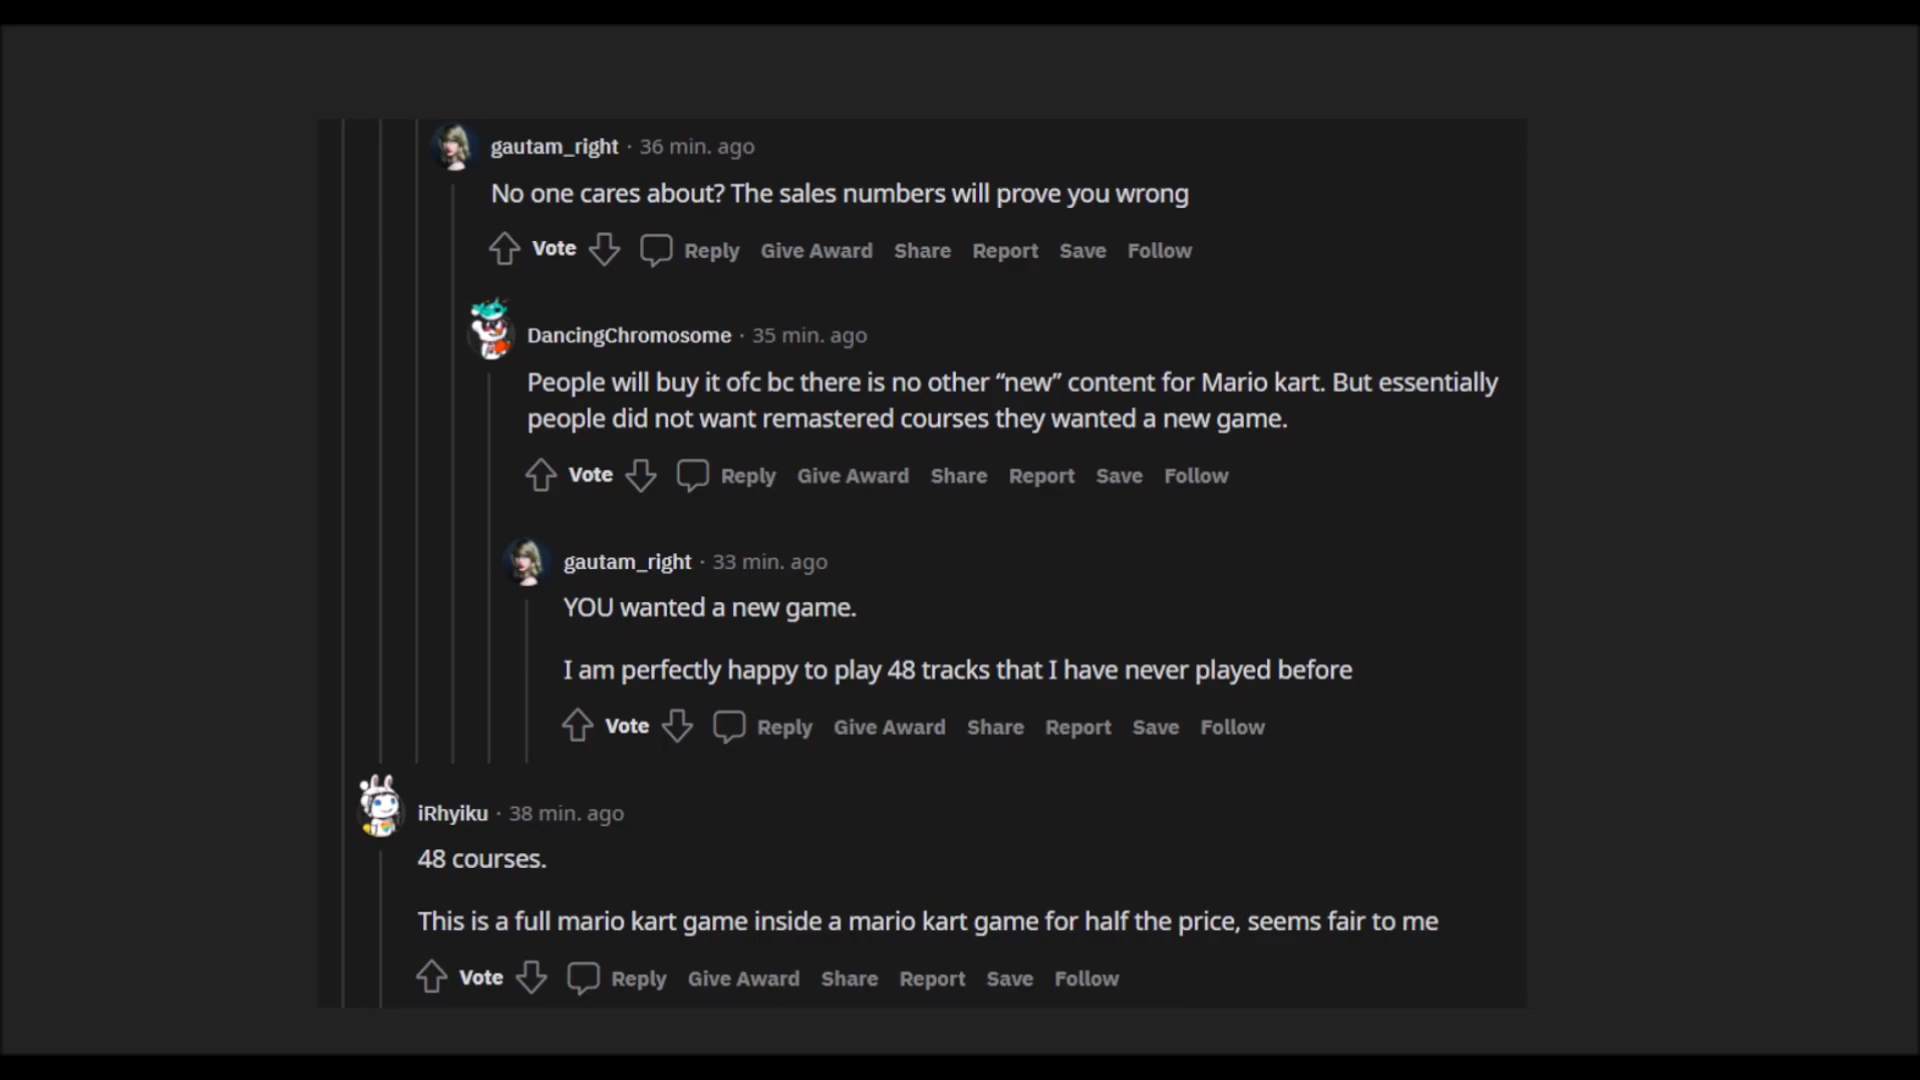 gautam_right · 36 min. ago
No one cares about? The sales numbers will prove you wrong
Vote Reply Give Award Share Report Save Follow
DancingChromosome · 35 min. ago
People will buy it ofc bc there is no other “new” content for Mario kart. But essentially
people did not want remastered courses they wanted a new game.
Vote Reply Give Award Share Report Save Follow
gautam_right · 33 min. ago
YOU wanted a new game.
I am perfectly happy to play 48 tracks that I have never played before
Vote Reply Give Award Share Report Save Follow
iRhyiku · 38 min. ago
48 courses.
This is a full mario kart game inside a mario kart game for half the price, seems fair to me
Vote Reply Give Award Share Report Save Follow